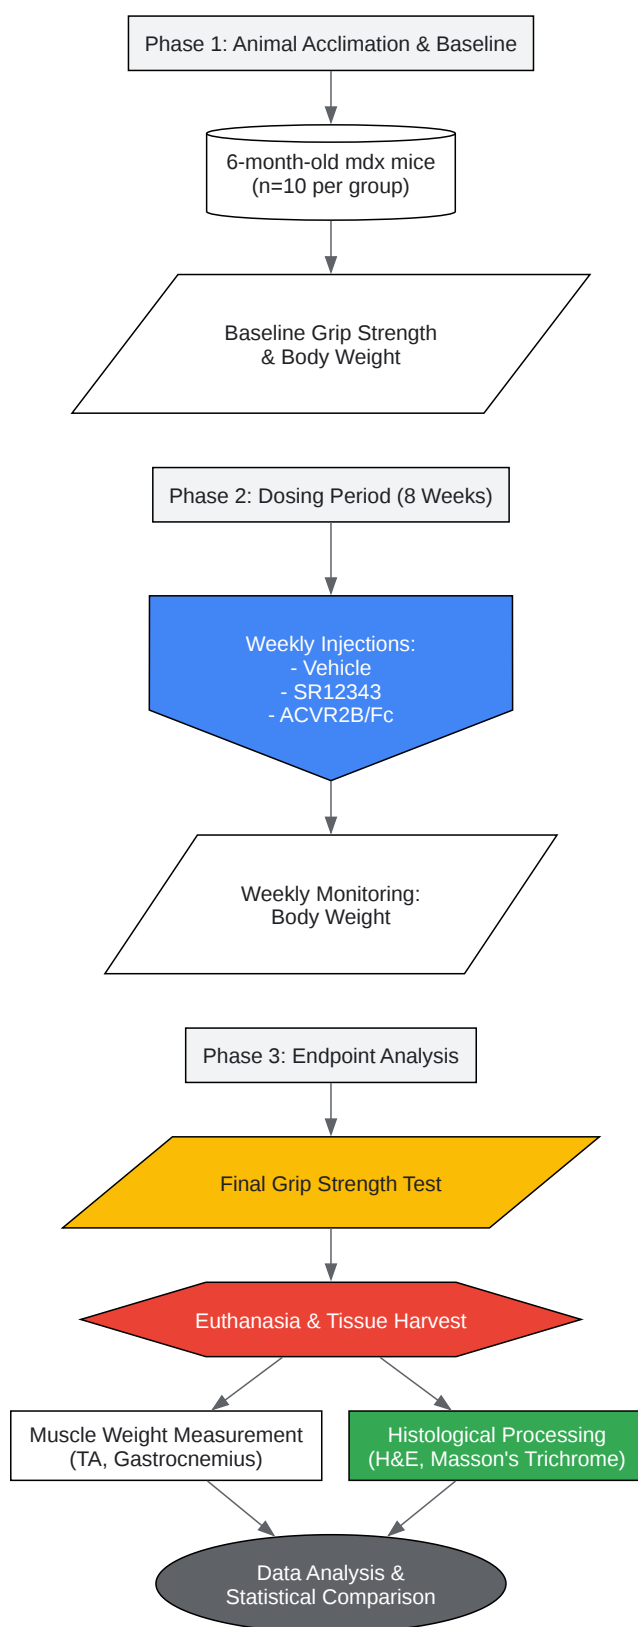 Phase 1: Animal Acclimation & Baseline
6-month-old mdx mice
(n=10 per group)
Baseline Grip Strength
& Body Weight
Phase 2: Dosing Period (8 Weeks)
Weekly Injections:
- Vehicle
- SR12343
- ACVR2B/Fc
Weekly Monitoring:
Body Weight
Phase 3: Endpoint Analysis
Final Grip Strength Test
Euthanasia & Tissue Harvest
Muscle Weight Measurement
(TA, Gastrocnemius)
Histological Processing
(H&E, Masson's Trichrome)
Data Analysis &
Statistical Comparison